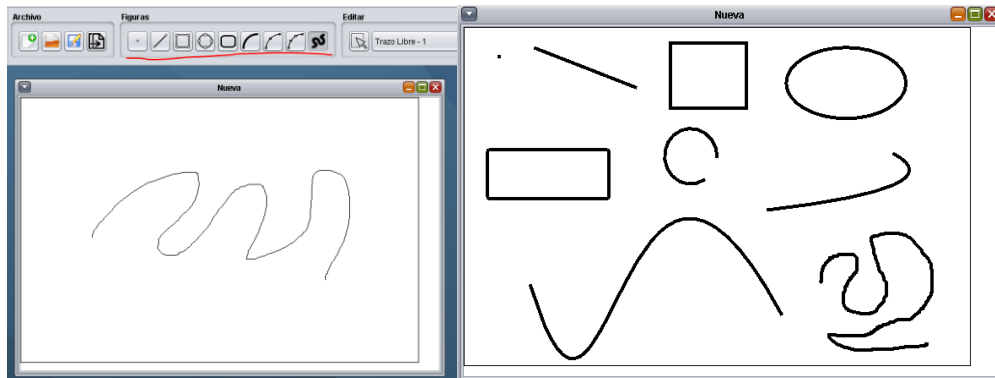 Archivo
Figuras
Editar
Trazo Libre - 1
Nueva
Nueva